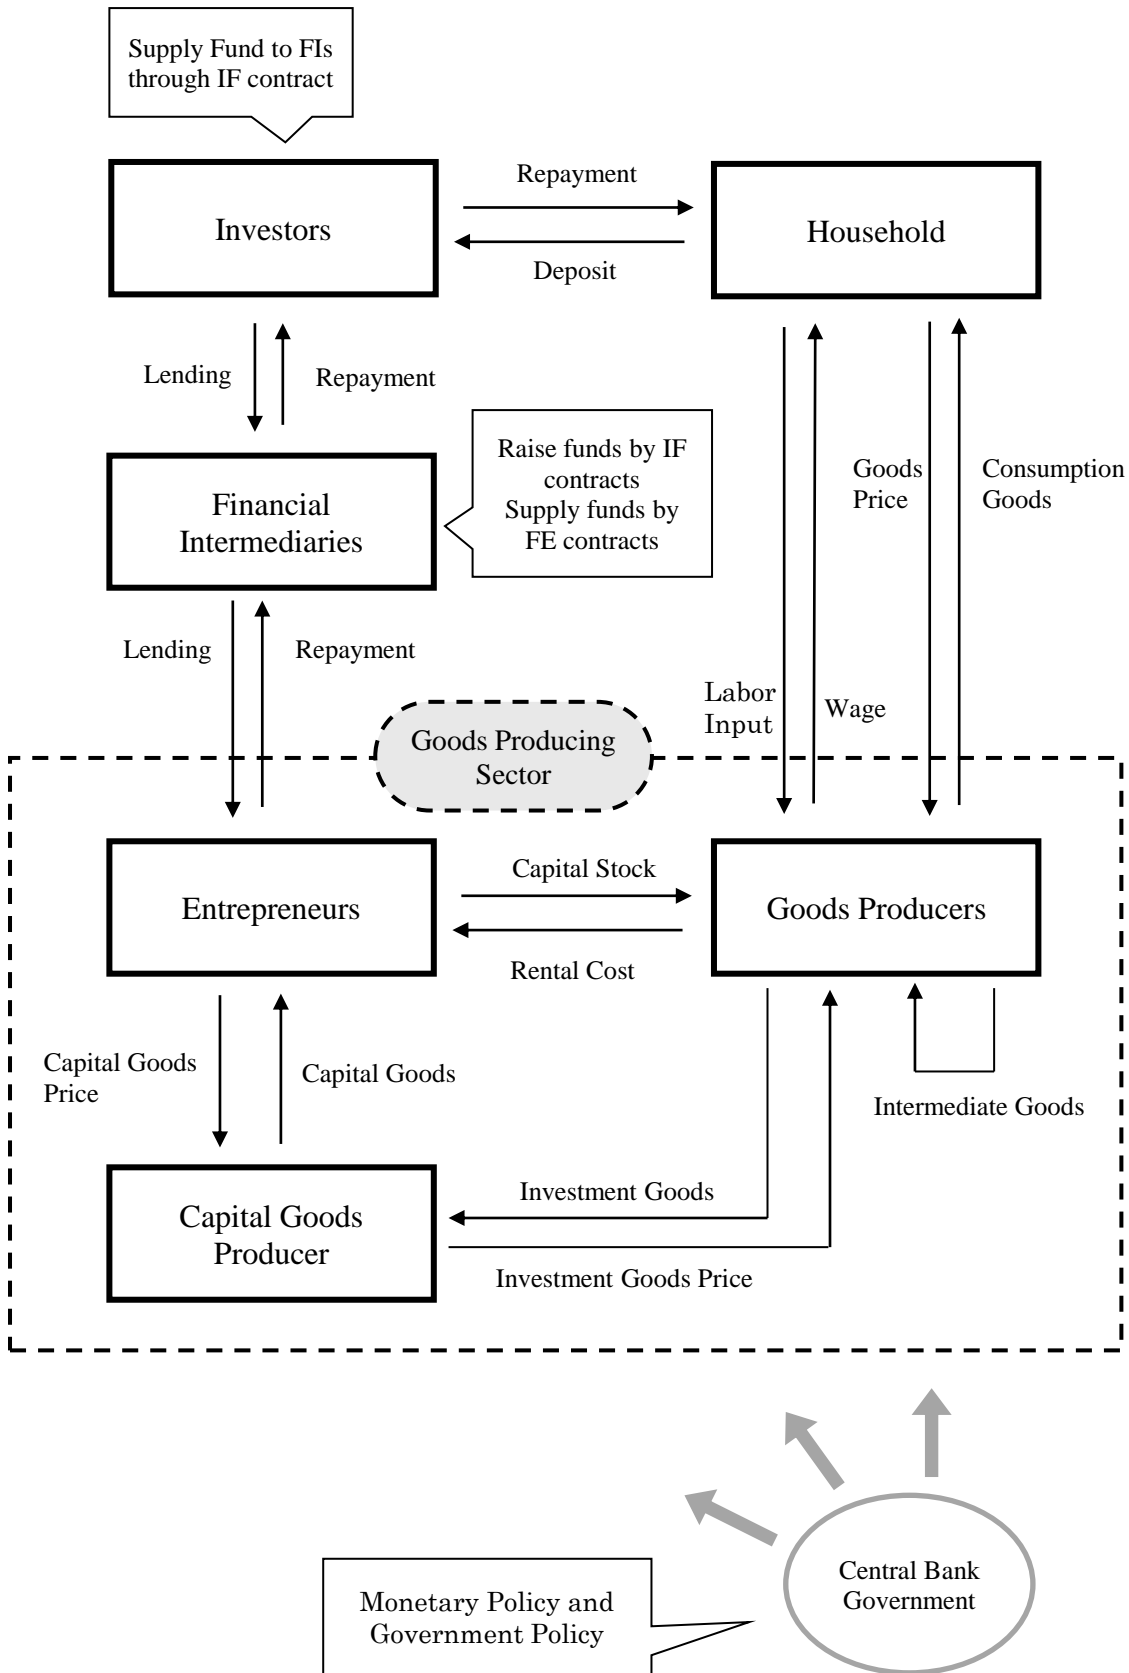 Supply Fund to FIs
through IF contract
Investors
Repayment
Deposit
Household
Lending
Repayment
Raise funds by IF
contracts
Supply funds by
FE contracts
Financial
Intermediaries
Goods
Price
Consumption
Goods
Lending
Repayment
Labor
Input
Wage
Goods Producing
Sector
Entrepreneurs
Capital Stock
Rental Cost
Goods Producers
Capital Goods
Price
Capital Goods
Intermediate Goods
Capital Goods
Producer
Investment Goods
Investment Goods Price
Central Bank
Government
Monetary Policy and
Government Policy